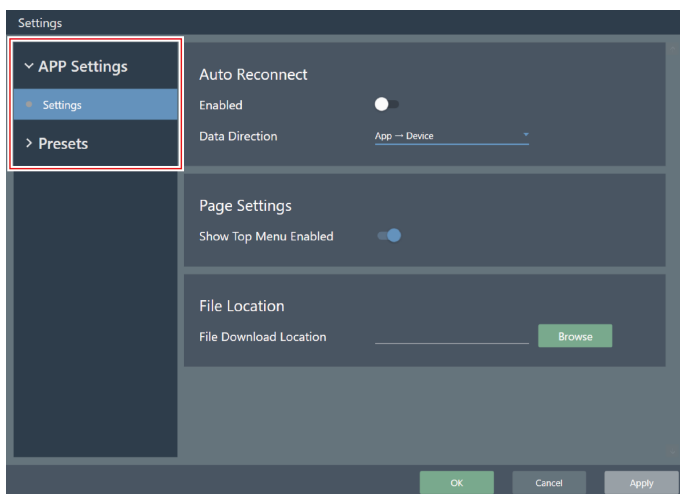 Settings
APP Settings
Settings
Presets
Auto Reconnect
Enabled
Data Direction
App → Device
Page Settings
Show Top Menu Enabled
File Location
File Download Location
Browse
OK
Cancel
Apply